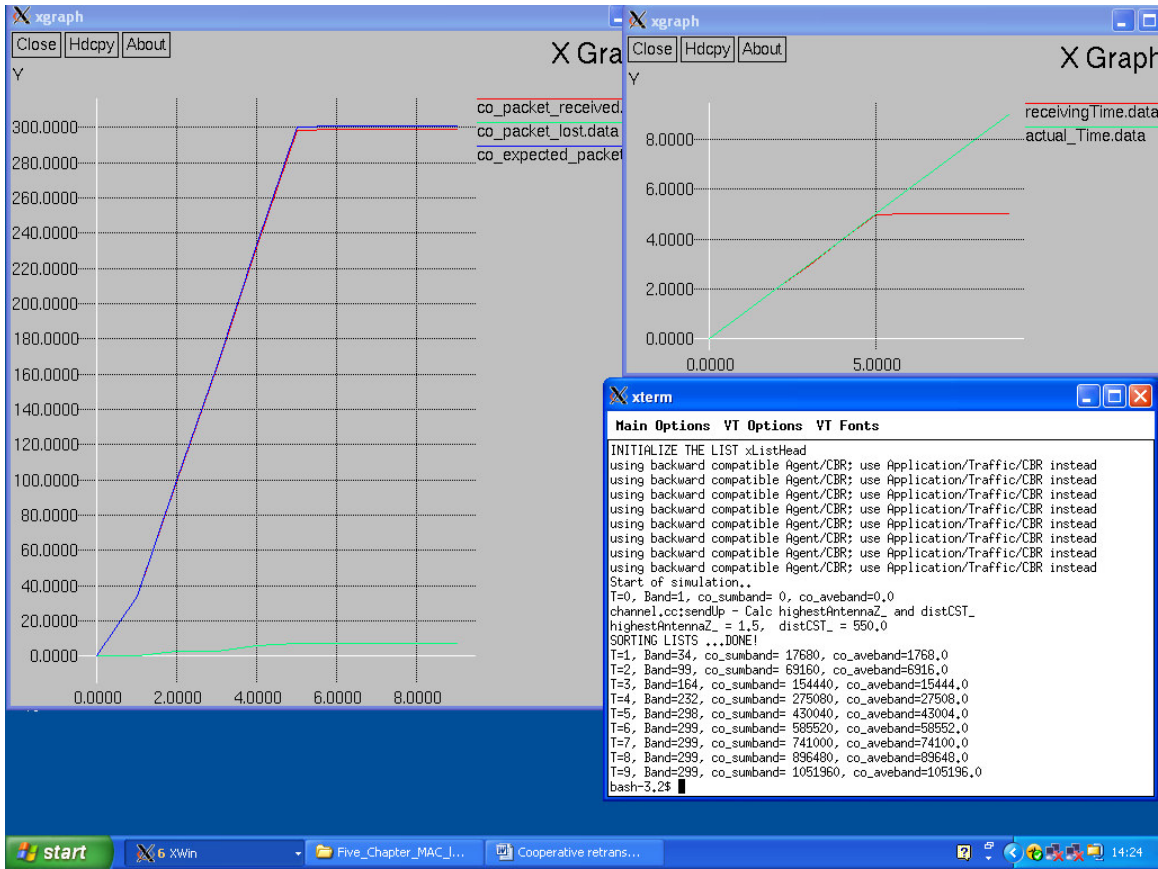 xgraph
Close Hdcpy About
X Gra
Y
co_packet_received.
co_packet_lost.data
co_expected_packet
300.0000
280.0000
260.0000
240.0000
220.0000
200.0000
180.0000
160.0000
140.0000
120.0000
100.0000
80.0000
60.0000
40.0000
20.0000
0.0000
0.0000 2.0000 4.0000 6.0000 8.0000
xgraph
Close Hdcpy About
X Graph
Y
receivingTime.data
actual_Time.data
8.0000
6.0000
4.0000
2.0000
0.0000
0.0000 5.0000
xterm
Main Options VT Options VT Fonts
INITIALIZE THE LIST xListHead
using backward compatible Agent/CBR; use Application/Traffic/CBR instead
using backward compatible Agent/CBR; use Application/Traffic/CBR instead
using backward compatible Agent/CBR; use Application/Traffic/CBR instead
using backward compatible Agent/CBR; use Application/Traffic/CBR instead
using backward compatible Agent/CBR; use Application/Traffic/CBR instead
using backward compatible Agent/CBR; use Application/Traffic/CBR instead
using backward compatible Agent/CBR; use Application/Traffic/CBR instead
using backward compatible Agent/CBR; use Application/Traffic/CBR instead
Start of simulation..
T=0, Band=1, co_sumband= 0, co_aveband=0.0
channel.cc:sendUp - Calc highestAntennaZ_ and distCST_
highestAntennaZ_ = 1.5, distCST_ = 550.0
SORTING LISTS ...DONE!
T=1, Band=34, co_sumband= 17680, co_aveband=1768.0
T=2, Band=99, co_sumband= 69160, co_aveband=6916.0
T=3, Band=164, co_sumband= 154440, co_aveband=15444.0
T=4, Band=232, co_sumband= 275080, co_aveband=27508.0
T=5, Band=298, co_sumband= 430040, co_aveband=43004.0
T=6, Band=299, co_sumband= 585520, co_aveband=58552.0
T=7, Band=299, co_sumband= 741000, co_aveband=74100.0
T=8, Band=299, co_sumband= 896480, co_aveband=89648.0
T=9, Band=299, co_sumband= 1051960, co_aveband=105196.0
bash-3.2$
start 6 XWin Five_Chapter_MAC_l... Cooperative retrans... 14:24